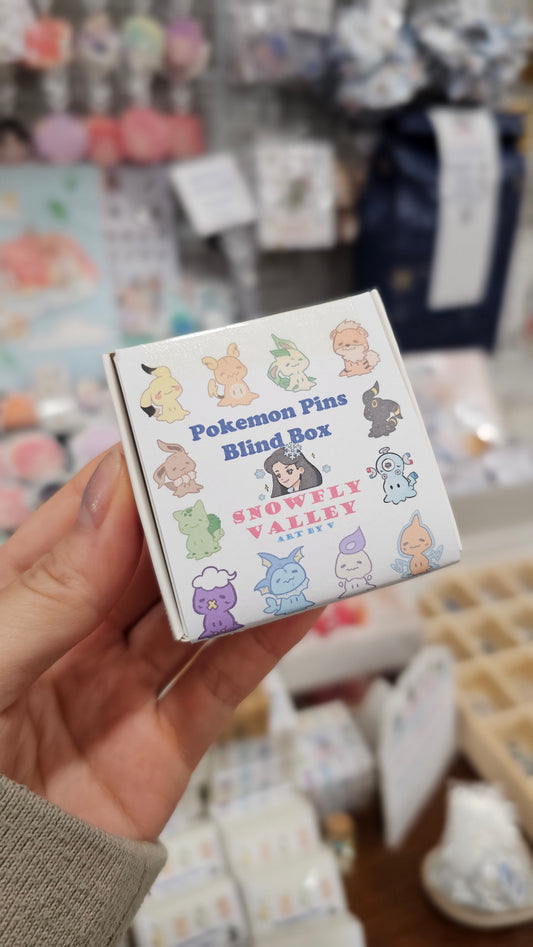 Pokemon Pins
Blind Box
SNOWFLY
VALLEY
ART BY V